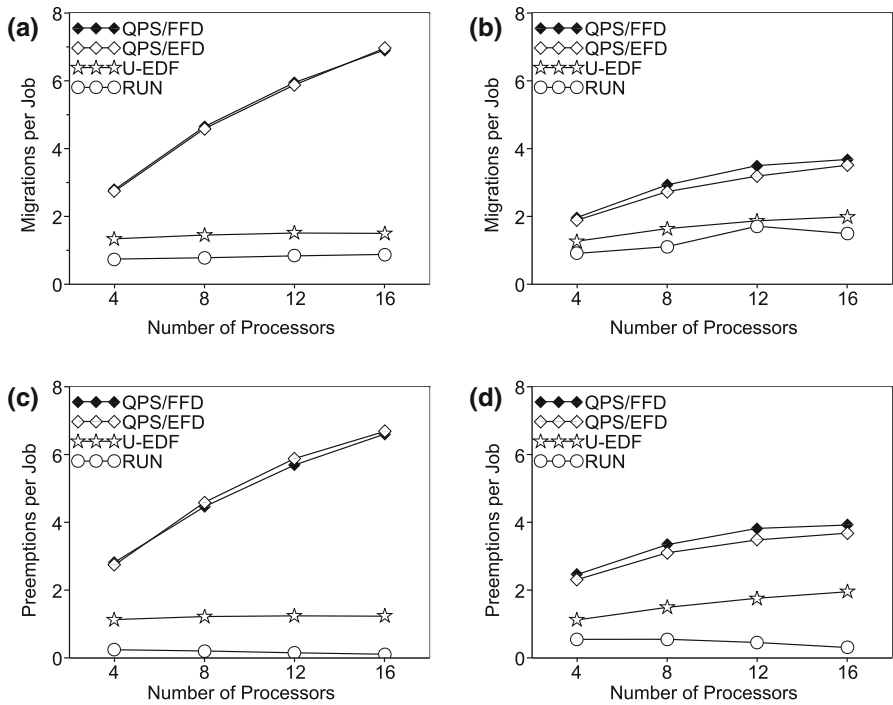 (a)
QPS/FFD
QPS/EFD
U-EDF
RUN
Migrations per Job
8
6
4
2
0
4 8 12 16
Number of Processors
(b)
QPS/FFD
QPS/EFD
U-EDF
RUN
Migrations per Job
8
6
4
2
0
4 8 12 16
Number of Processors
(c)
QPS/FFD
QPS/EFD
U-EDF
RUN
Preemptions per Job
8
6
4
2
0
4 8 12 16
Number of Processors
(d)
QPS/FFD
QPS/EFD
U-EDF
RUN
Preemptions per Job
8
6
4
2
0
4 8 12 16
Number of Processors